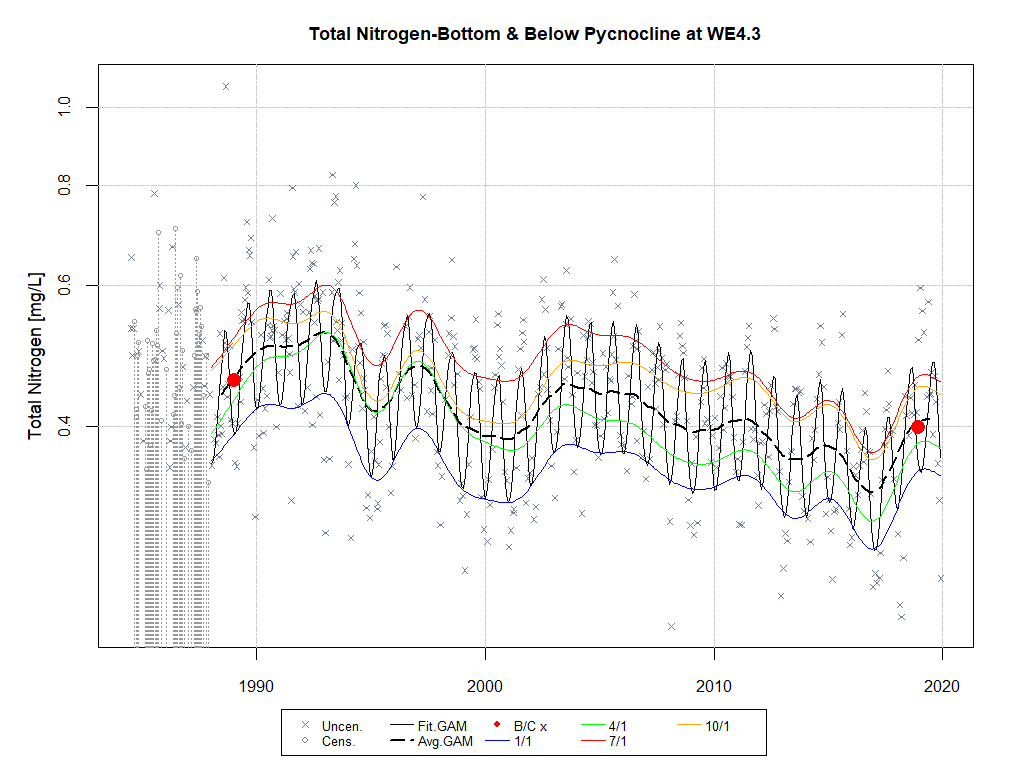 Total Nitrogen-Bottom & Below Pycnocline at WE4.3
Total Nitrogen [mg/L]
1.0
0.8
0.6
0.4
1990 2000 2010 2020
Uncen. Fit.GAM B/C x 4/1 10/1
Cens. Avg.GAM 1/1 7/1